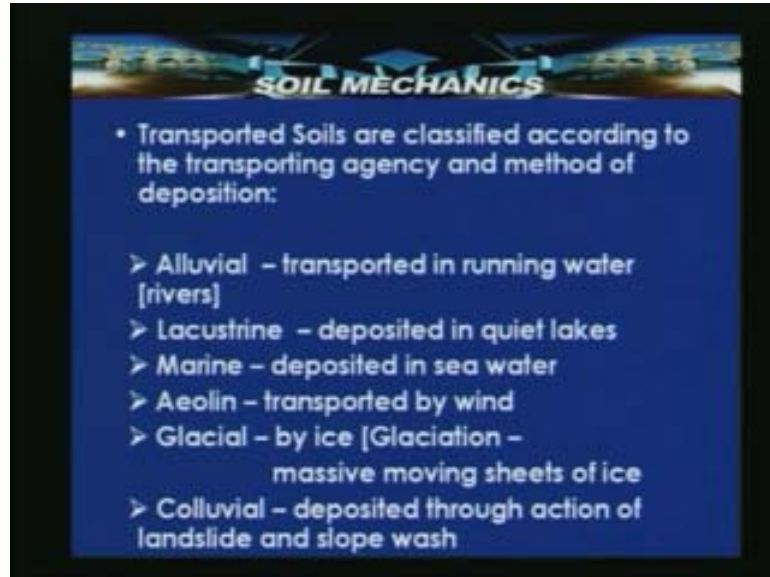 SOIL MECHANICS
• Transported Soils are classified according to
the transporting agency and method of
deposition:
➢ Alluvial – transported in running water
[rivers]
➢ Lacustrine – deposited in quiet lakes
➢ Marine – deposited in sea water
➢ Aeolin – transported by wind
➢ Glacial – by ice [Glaciation –
massive moving sheets of ice
➢ Colluvial – deposited through action of
landslide and slope wash